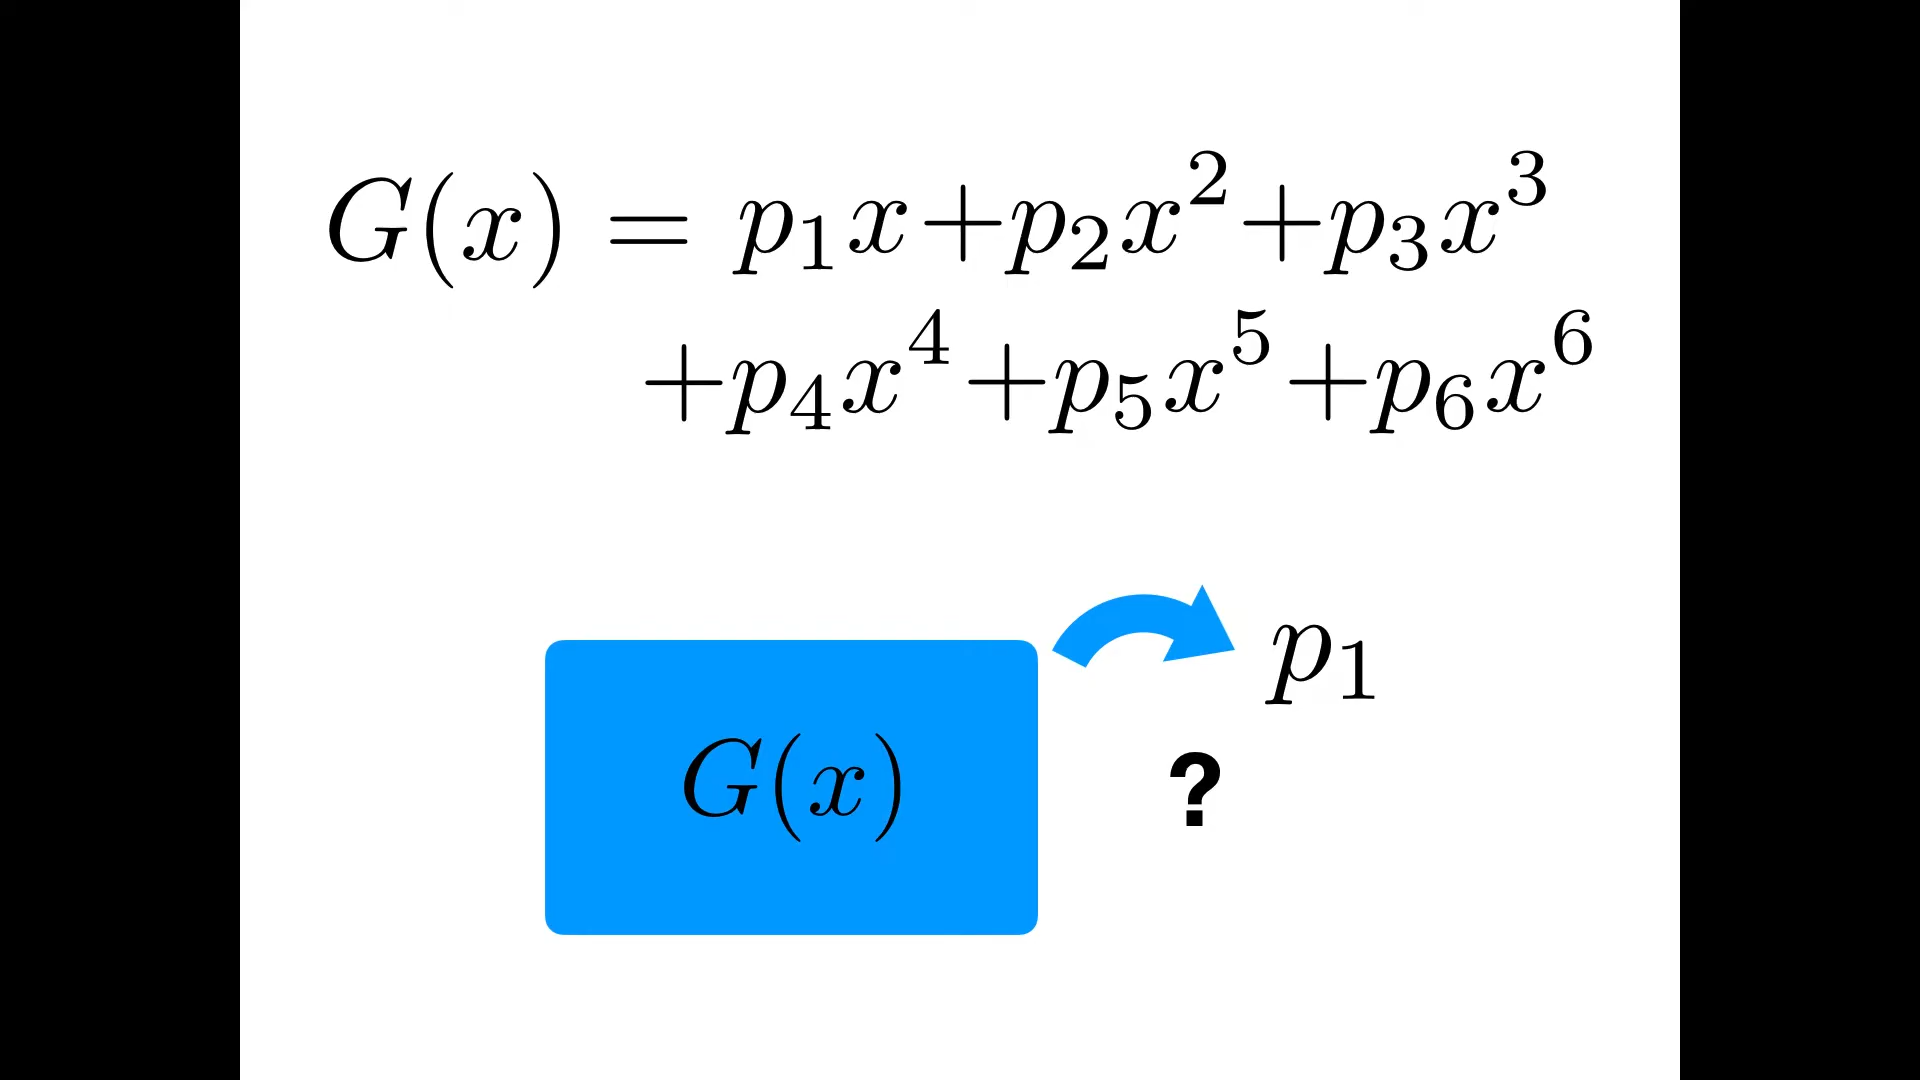 G(x) = p₁x+p₂x²+p₃x³
+p₄x⁴+p₅x⁵+p₆x⁶
p₁
G(x)
?